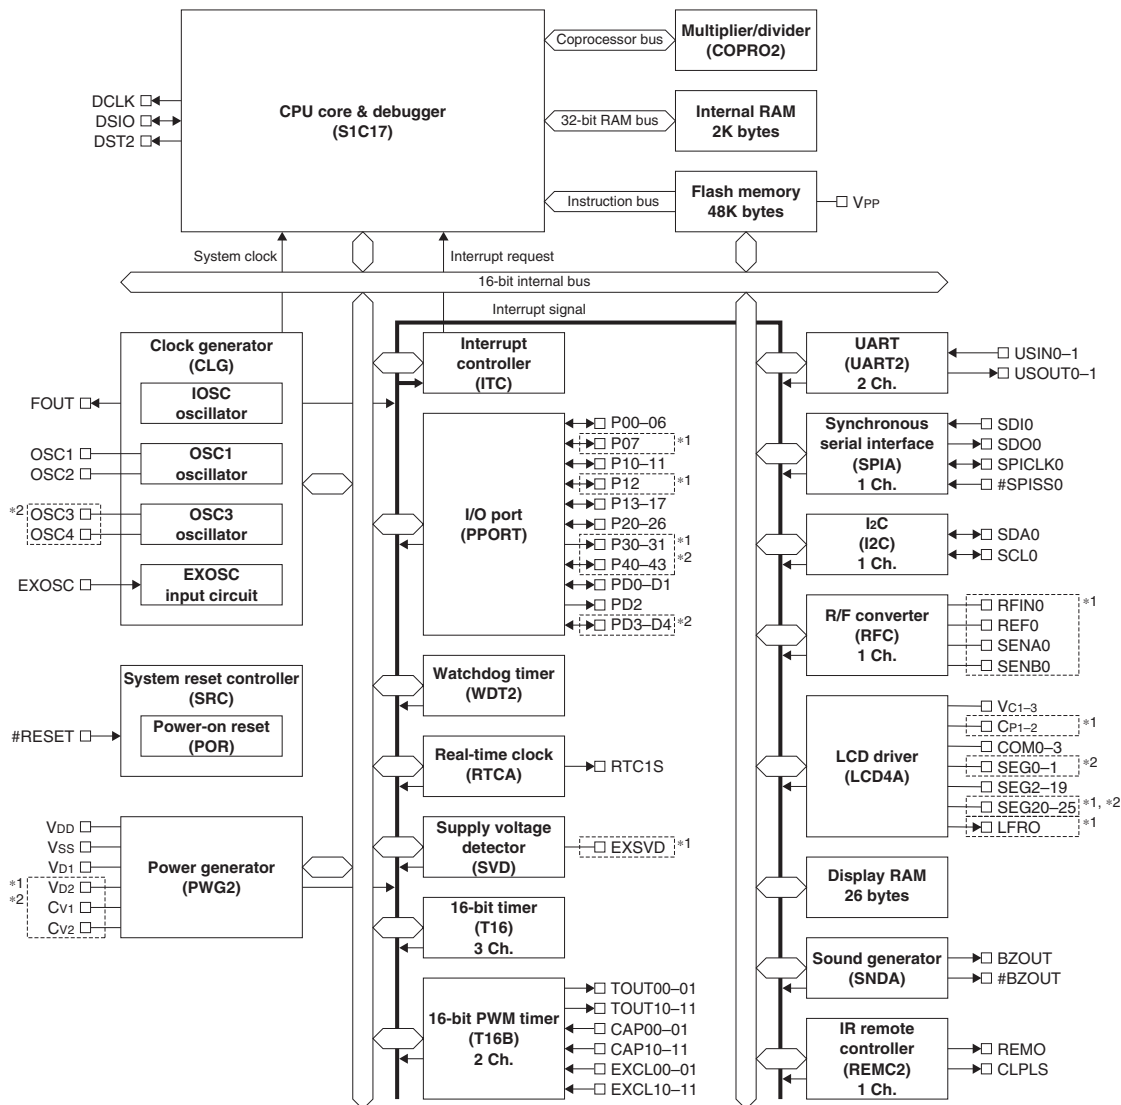 Multiplier/divider
(COPRO2)
Coprocessor bus
DCLK
DSIO
DST2
CPU core & debugger
(S1C17)
32-bit RAM bus
Internal RAM
2K bytes
Instruction bus
Flash memory
48K bytes
VPP
System clock
Interrupt request
16-bit internal bus
Interrupt signal
Clock generator
(CLG)
IOSC
oscillator
OSC1
oscillator
OSC3
oscillator
EXOSC
input circuit
FOUT
OSC1
OSC2
*2 OSC3
OSC4
EXOSC
System reset controller
(SRC)
Power-on reset
(POR)
#RESET
VDD
VSS
VD1
*1 VD2
*2 CV1
CV2
Power generator
(PWG2)
Interrupt
controller
(ITC)
I/O port
(PPORT)
P00–06
P07 *1
P10–11
P12 *1
P13–17
P20–26
P30–31 *1
P40–43 *2
PD0–D1
PD2
PD3–D4 *2
Watchdog timer
(WDT2)
Real-time clock
(RTCA)
RTC1S
Supply voltage
detector
(SVD)
EXSVD *1
16-bit timer
(T16)
3 Ch.
16-bit PWM timer
(T16B)
2 Ch.
TOUT00–01
TOUT10–11
CAP00–01
CAP10–11
EXCL00–01
EXCL10–11
UART
(UART2)
2 Ch.
USIN0–1
USOUT0–1
Synchronous
serial interface
(SPIA)
1 Ch.
SDI0
SDO0
SPICLK0
#SPISS0
I2C
(I2C)
1 Ch.
SDA0
SCL0
R/F converter
(RFC)
1 Ch.
RFIN0 *1
REF0
SENA0
SENB0
LCD driver
(LCD4A)
VC1–3
CP1–2 *1
COM0–3
SEG0–1 *2
SEG2–19
SEG20–25 *1, *2
LFRO *1
Display RAM
26 bytes
Sound generator
(SNDA)
BZOUT
#BZOUT
IR remote
controller
(REMC2)
1 Ch.
REMO
CLPLS